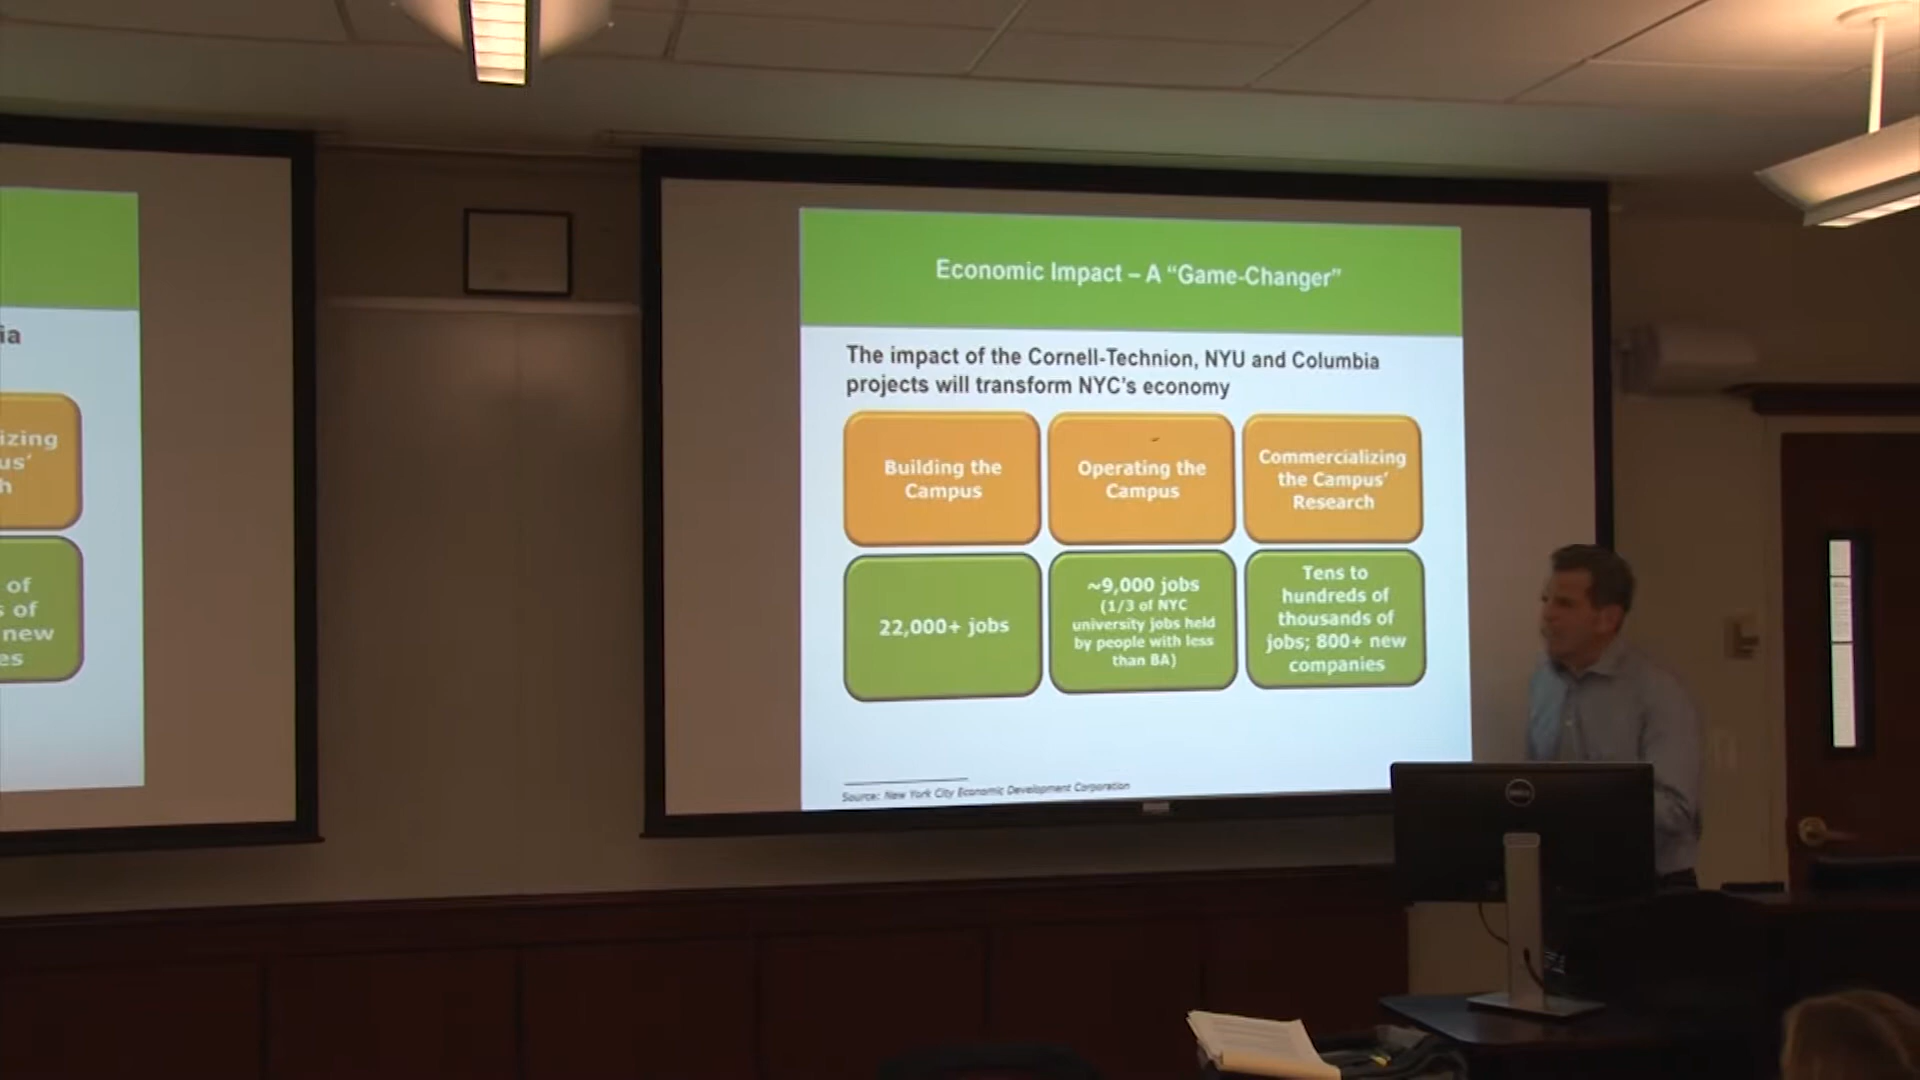 ia
izing
us'
h
of
s of
new
es
Economic Impact – A “Game-Changer”
The impact of the Cornell-Technion, NYU and Columbia
projects will transform NYC's economy
Building the
Campus
Operating the
Campus
Commercializing
the Campus'
Research
22,000+ jobs
~9,000 jobs
(1/3 of NYC
university jobs held
by people with less
than BA)
Tens to
hundreds of
thousands of
jobs; 800+ new
companies
Source: New York City Economic Development Corporation
DELL